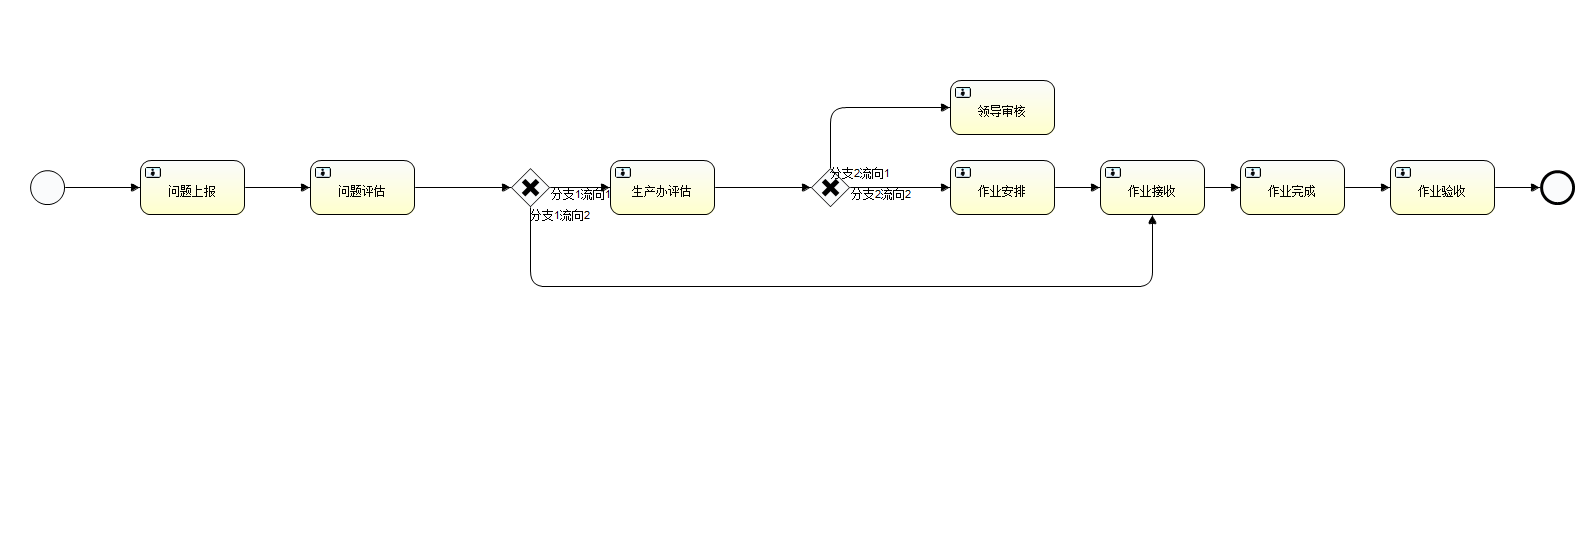 领导审核
问题上报
问题评估
分支1流向1
分支1流向2
生产办评估
分支2流向1
分支2流向2
作业安排
作业接收
作业完成
作业验收